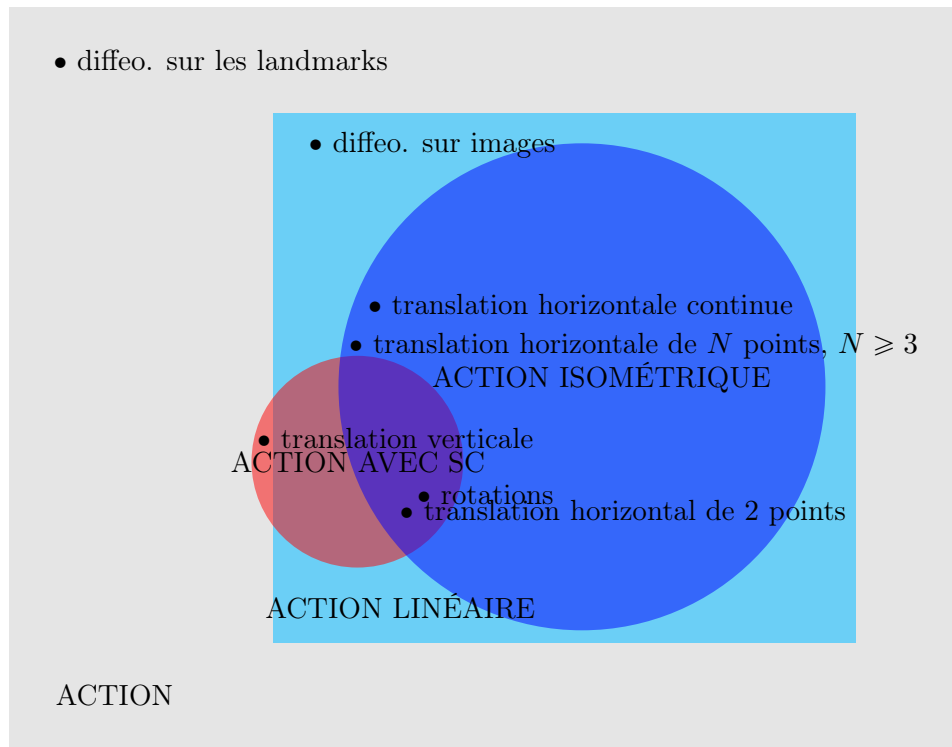 • diffeo. sur les landmarks
• diffeo. sur images
• translation horizontale continue
• translation horizontale de N points, N ⩾ 3
ACTION ISOMÉTRIQUE
• translation verticale
ACTION AVEC SC
• rotations
• translation horizontal de 2 points
ACTION LINÉAIRE
ACTION